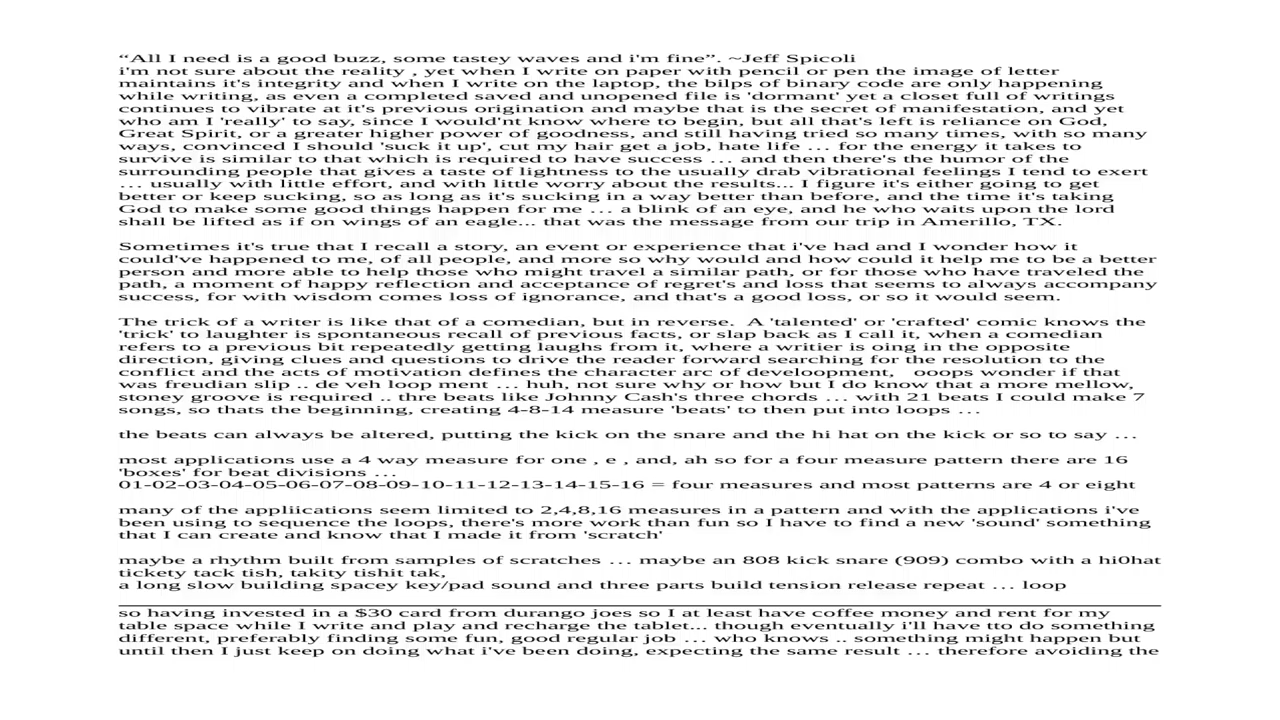 “All I need is a good buzz, some tastey waves and i'm fine”. ~Jeff Spicoli
i'm not sure about the reality , yet when I write on paper with pencil or pen the image of letter
maintains it's integrity and when I write on the laptop, the bilps of binary code are only happening
while writing, as even a completed saved and unopened file is 'dormant' yet a closet full of writings
continues to vibrate at it's previous origination and maybe that is the secret of manifestation, and yet
who am I 'really' to say, since I would'nt know where to begin, but all that's left is reliance on God,
Great Spirit, or a greater higher power of goodness, and still having tried so many times, with so many
ways, convinced I should 'suck it up', cut my hair get a job, hate life … for the energy it takes to
survive is similar to that which is required to have success … and then there's the humor of the
surrounding people that gives a taste of lightness to the usually drab vibrational feelings I tend to exert
… usually with little effort, and with little worry about the results... I figure it's either going to get
better or keep sucking, so as long as it's sucking in a way better than before, and the time it's taking
God to make some good things happen for me … a blink of an eye, and he who waits upon the lord
shall be lifted as if on wings of an eagle... that was the message from our trip in Amerillo, TX.
Sometimes it's true that I recall a story, an event or experience that i've had and I wonder how it
could've happened to me, of all people, and more so why would and how could it help me to be a better
person and more able to help those who might travel a similar path, or for those who have traveled the
path, a moment of happy reflection and acceptance of regret's and loss that seems to always accompany
success, for with wisdom comes loss of ignorance, and that's a good loss, or so it would seem.
The trick of a writer is like that of a comedian, but in reverse.  A 'talented' or 'crafted' comic knows the
'trick' to laughter is spontaneous recall of previous facts, or slap back as I call it, when a comedian
refers to a previous bit repeatedly getting laughs from it, where a writier is oing in the opposite
direction, giving clues and questions to drive the reader forward searching for the resolution to the
conflict and the acts of motivation defines the character arc of develoopment,   ooops wonder if that
was freudian slip .. de veh loop ment … huh, not sure why or how but I do know that a more mellow,
stoney groove is required .. thre beats like Johnny Cash's three chords … with 21 beats I could make 7
songs, so thats the beginning, creating 4-8-14 measure 'beats' to then put into loops …
the beats can always be altered, putting the kick on the snare and the hi hat on the kick or so to say …
most applications use a 4 way measure for one , e , and, ah so for a four measure pattern there are 16
'boxes' for beat divisions …
01-02-03-04-05-06-07-08-09-10-11-12-13-14-15-16 = four measures and most patterns are 4 or eight
many of the appliications seem limited to 2,4,8,16 measures in a pattern and with the applications i've
been using to sequence the loops, there's more work than fun so I have to find a new 'sound' something
that I can create and know that I made it from 'scratch'
maybe a rhythm built from samples of scratches … maybe an 808 kick snare (909) combo with a hi0hat
tickety tack tish, takity tishit tak,
a long slow building spacey key/pad sound and three parts build tension release repeat … loop
so having invested in a $30 card from durango joes so I at least have coffee money and rent for my
table space while I write and play and recharge the tablet... though eventually i'll have tto do something
different, preferably finding some fun, good regular job … who knows .. something might happen but
until then I just keep on doing what i've been doing, expecting the same result … therefore avoiding the